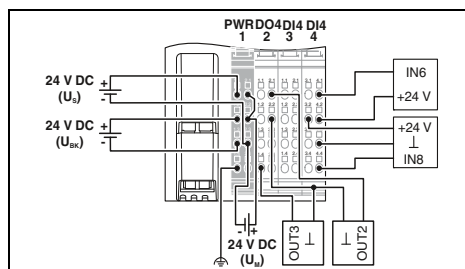 PWR DO4 DI4 DI4
1 2 3 4
24 V DC
(US)
+
-
24 V DC
(UBK)
+
-
IN6
+24 V
+24 V
⊥
IN8
- +
24 V DC
(UM)
OUT3
⊥
⊥
OUT2